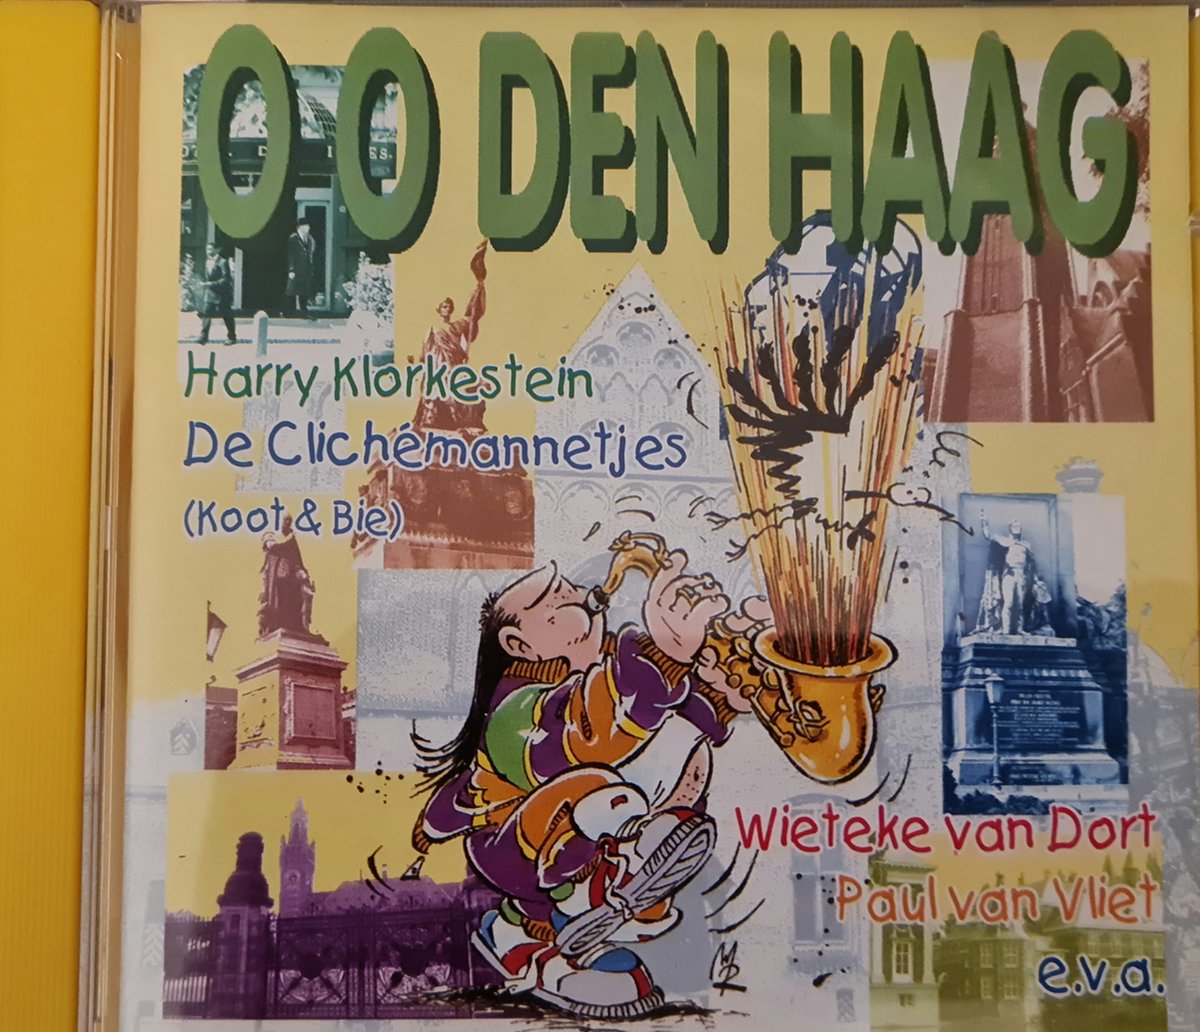 O O DEN HAAG
Harry Klorkestein
De Clichémannetjes
(Koot & Bie)
Wieteke van Dort
Paul van Vliet
e.v.a.